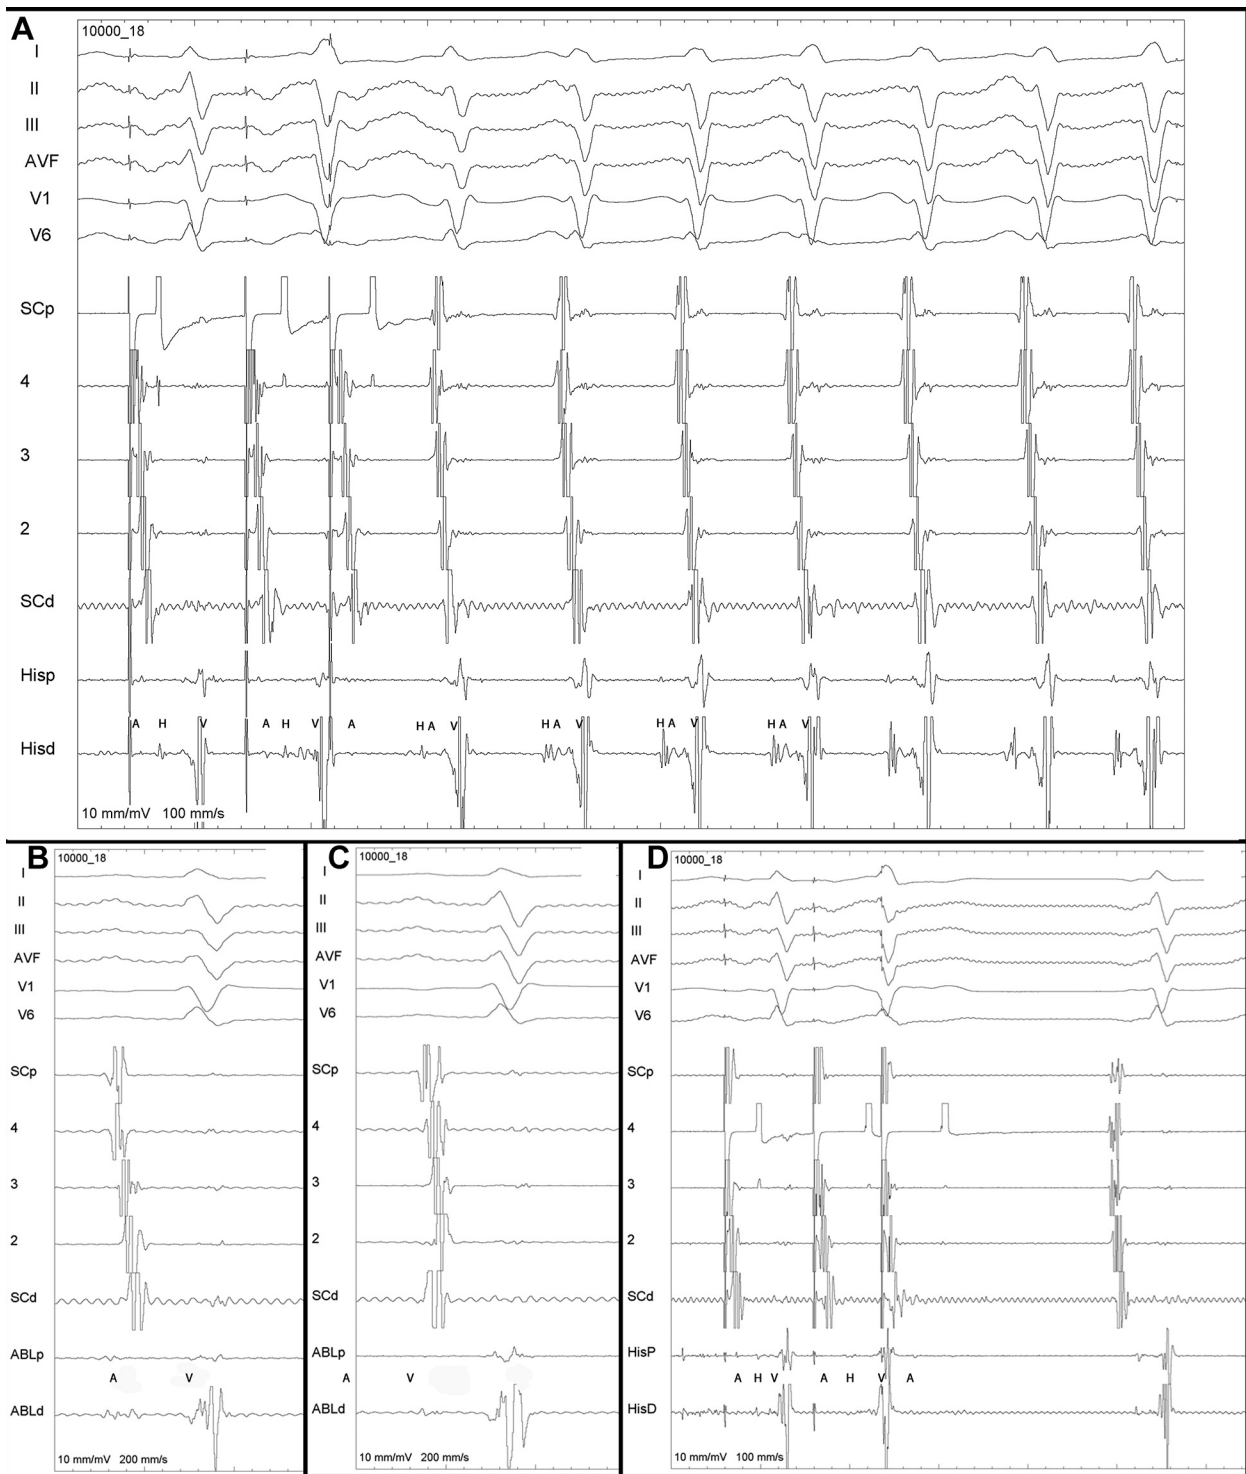 A
10000_18
I
II
III
AVF
V1
V6
SCp
4
3
2
SCd
Hisp
A H V A H V A H A V H A V H A V H A V
Hisd
10 mm/mV 100 mm/s
B
10000_18
I
II
III
AVF
V1
V6
SCp
4
3
2
SCd
ABLp
A V
ABLd
10 mm/mV 200 mm/s
C
10000_18
I
II
III
AVF
V1
V6
SCp
4
3
2
SCd
ABLp
A V
ABLd
10 mm/mV 200 mm/s
D
10000_18
I
II
III
AVF
V1
V6
SCp
4
3
2
SCd
HisP
A H V A H V A
HisD
10 mm/mV 100 mm/s